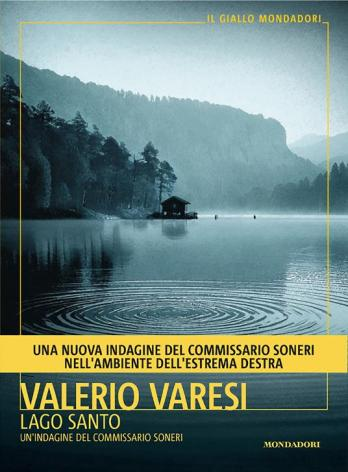 IL GIALLO MONDADORI
UNA NUOVA INDAGINE DEL COMMISSARIO SONERI
NELL'AMBIENTE DELL'ESTREMA DESTRA
VALERIO VARESI
LAGO SANTO
UN'INDAGINE DEL COMMISSARIO SONERI
MONDADORI